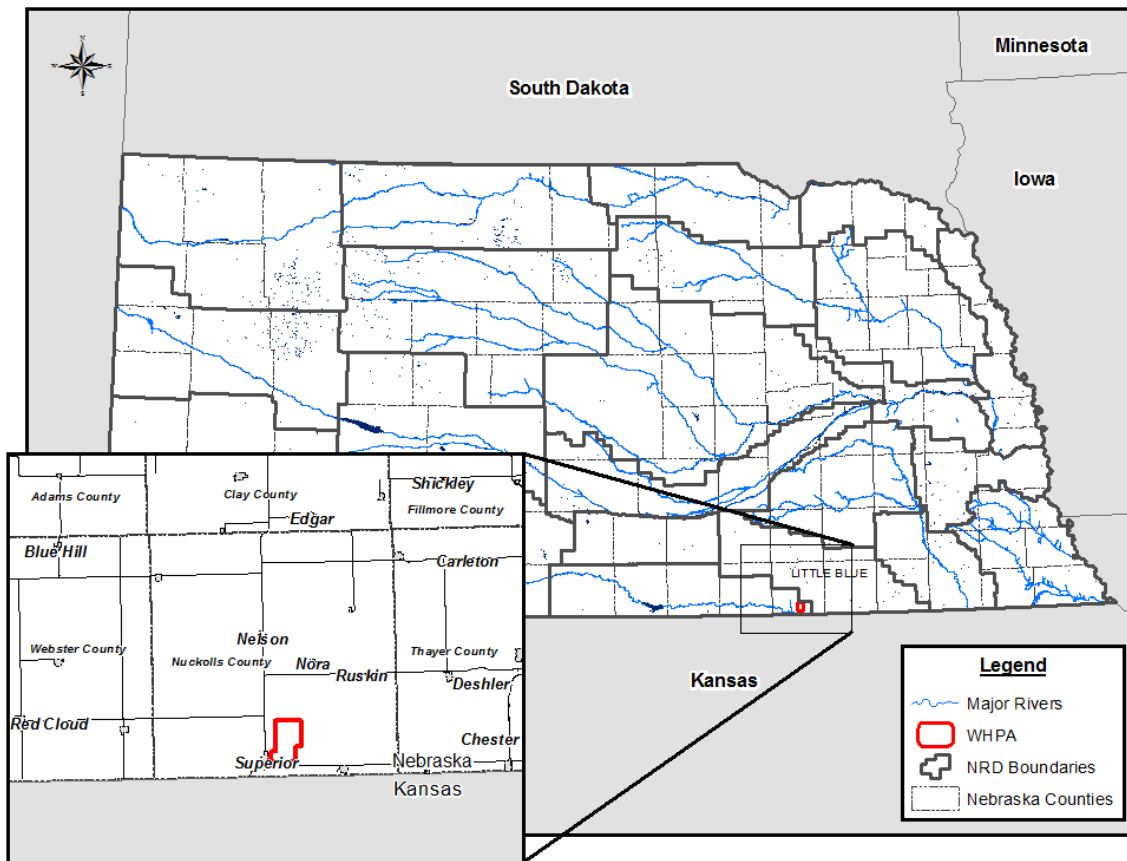 N
W
E
S
Minnesota
South Dakota
Iowa
LITTLE BLUE
Kansas
Adams County
Clay County
Shickley
Fillmore County
Edgar
Blue Hill
Carleton
Nelson
Webster County
Nuckolls County
Nora
Thayer County
Ruskin
Deshler
Red Cloud
Chester
Superior
Nebraska
Kansas
Legend
Major Rivers
WHPA
NRD Boundaries
Nebraska Counties